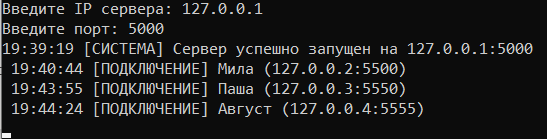 Введите IP сервера: 127.0.0.1
Введите порт: 5000
19:39:19 [СИСТЕМА] Сервер успешно запущен на 127.0.0.1:5000
19:40:44 [ПОДКЛЮЧЕНИЕ] Мила (127.0.0.2:5500)
19:43:55 [ПОДКЛЮЧЕНИЕ] Паша (127.0.0.3:5550)
19:44:24 [ПОДКЛЮЧЕНИЕ] Август (127.0.0.4:5555)